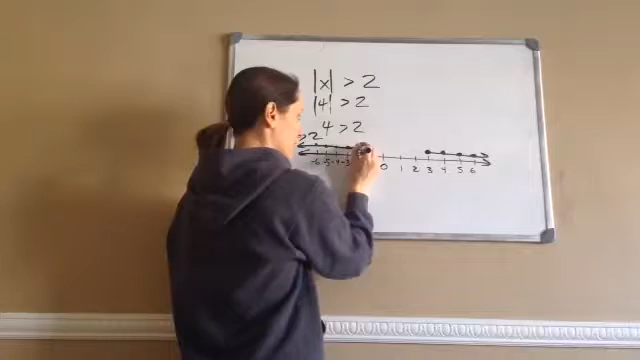 |x| > 2
|4| > 2
4 > 2
> 2
-6 -5 -4 -3 0 1 2 3 4 5 6